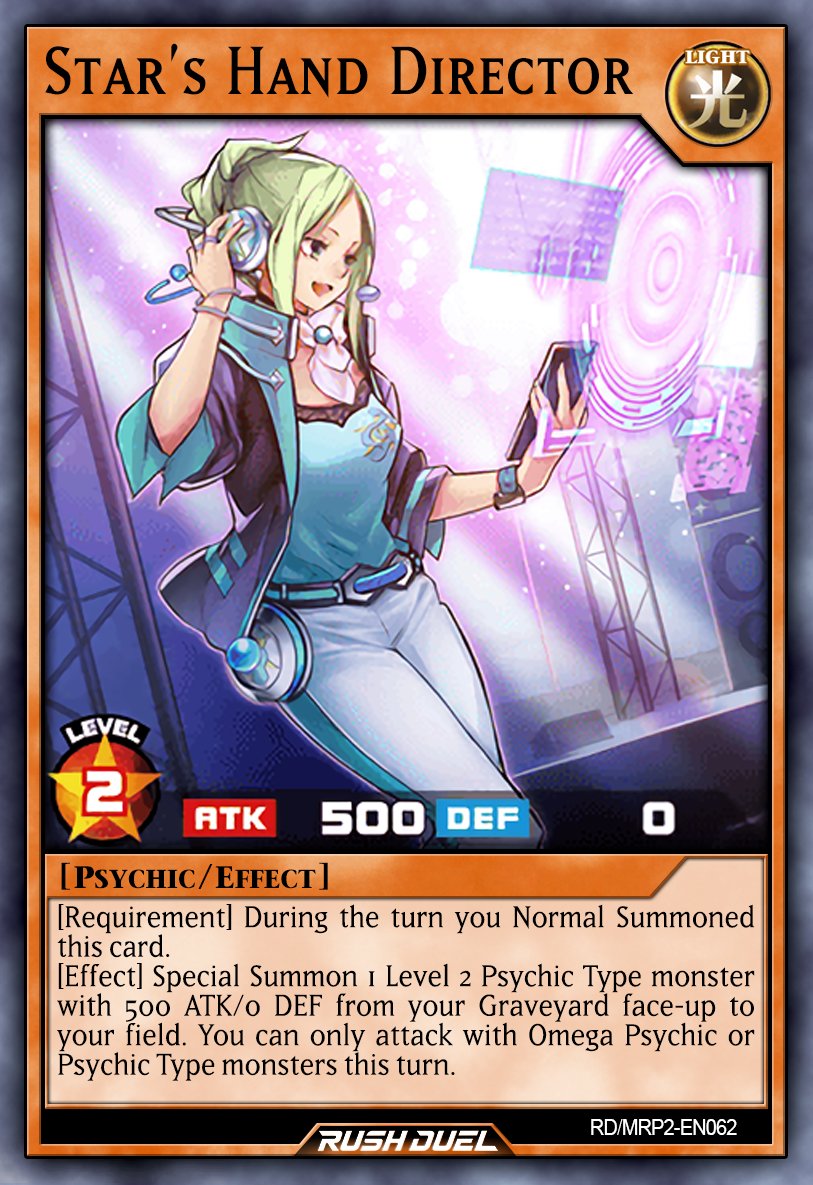 Star's Hand Director
LIGHT
光
LEVEL
2
ATK 500 DEF 0
[Psychic/Effect]
[Requirement] During the turn you Normal Summoned
this card.
[Effect] Special Summon 1 Level 2 Psychic Type monster
with 500 ATK/0 DEF from your Graveyard face-up to
your field. You can only attack with Omega Psychic or
Psychic Type monsters this turn.
RD/MRP2-EN062
RUSH DUEL